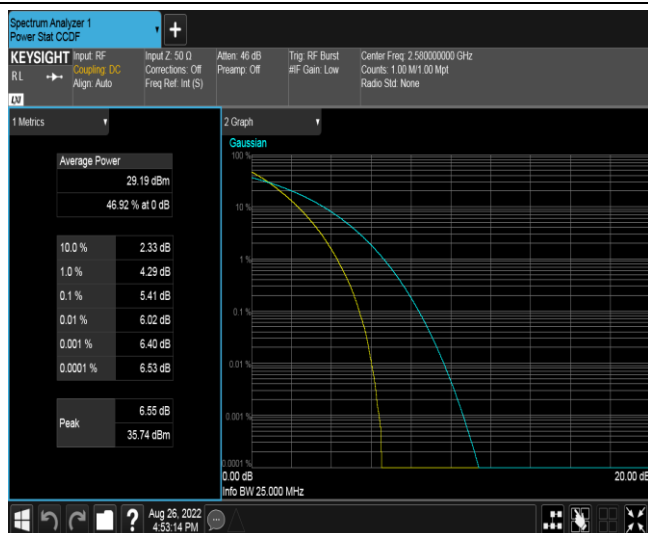 Spectrum Analyzer 1
Power Stat CCDF
+
KEYSIGHT
RL
LXI
Input: RF
Coupling: DC
Align: Auto
Input Z: 50 Ω
Corrections: Off
Freq Ref: Int (S)
Atten: 46 dB
Preamp: Off
Trig: RF Burst
#IF Gain: Low
Center Freq: 2.580000000 GHz
Counts: 1.00 M/1.00 Mpt
Radio Std: None
1 Metrics
Average Power
29.19 dBm
46.92 % at 0 dB
10.0 % 2.33 dB
1.0 % 4.29 dB
0.1 % 5.41 dB
0.01 % 6.02 dB
0.001 % 6.40 dB
0.0001 % 6.53 dB
Peak
6.55 dB
35.74 dBm
2 Graph
Gaussian
100 %
10 %
1 %
0.1 %
0.01 %
0.001 %
0.0001 %
0.00 dB 20.00 dB
Info BW 25.000 MHz
?
Aug 26, 2022
4:53:14 PM